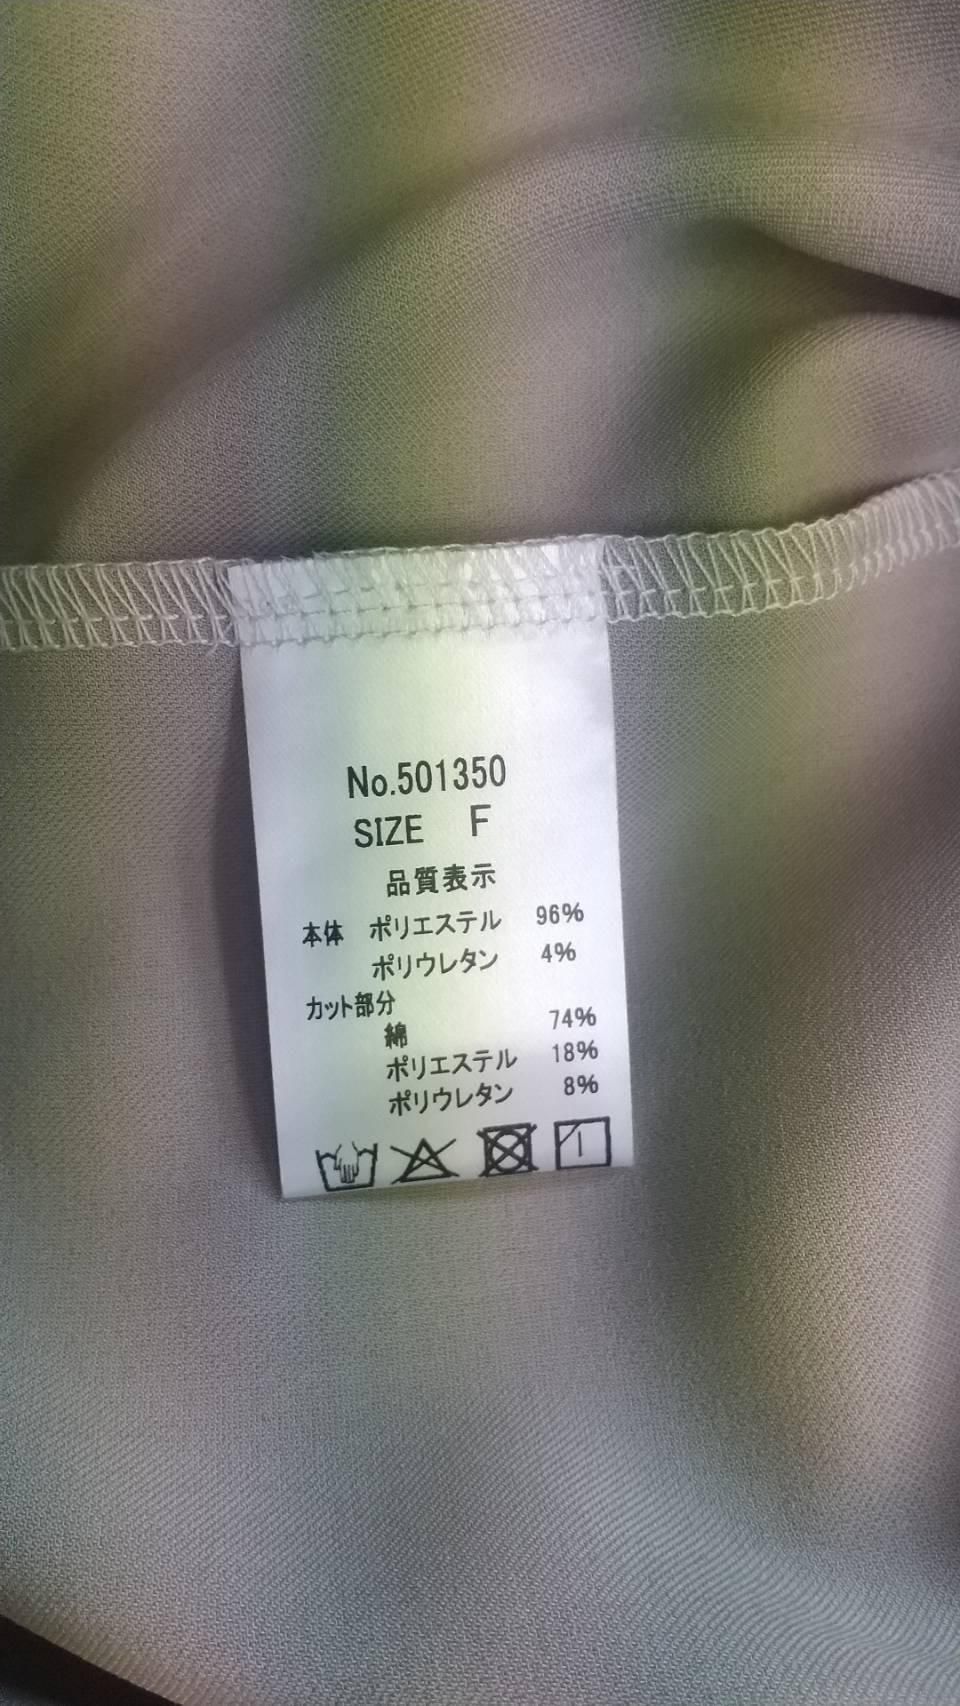 No.501350
SIZE F
品質表示
本体 ポリエステル 96%
ポリウレタン 4%
カット部分
綿 74%
ポリエステル 18%
ポリウレタン 8%